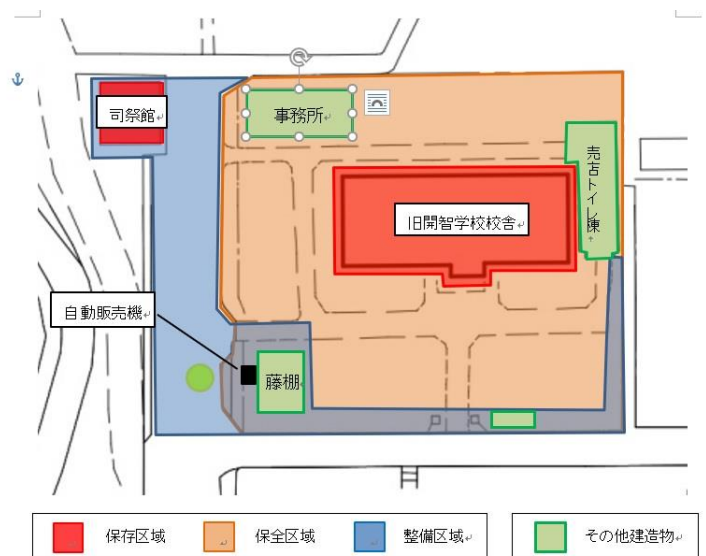 司祭館
事務所
売店トイレ棟
旧開智学校校舎
自動販売機
藤棚
保存区域
保全区域
整備区域
その他建造物